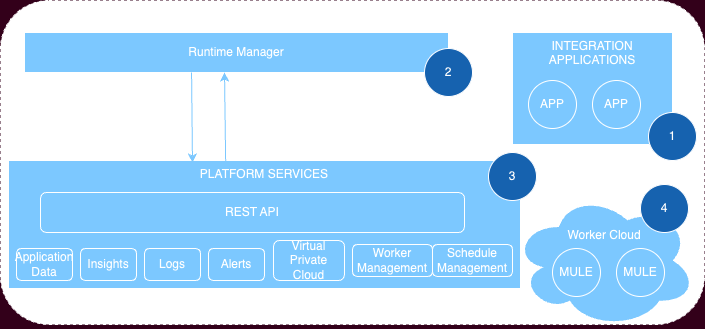 Runtime Manager
2
INTEGRATION
APPLICATIONS
APP
APP
1
PLATFORM SERVICES
3
REST API
Application
Data
Insights
Logs
Alerts
Virtual
Private
Cloud
Worker
Management
Schedule
Management
4
Worker Cloud
MULE
MULE